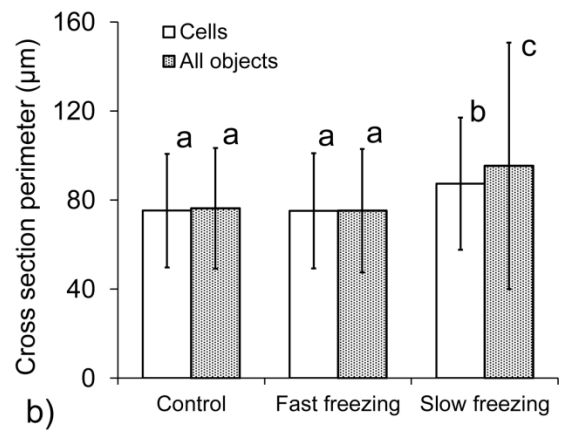 160
120
80
40
0
Cross section perimeter (µm)
Cells
All objects
a a a a b c
Control Fast freezing Slow freezing
b)